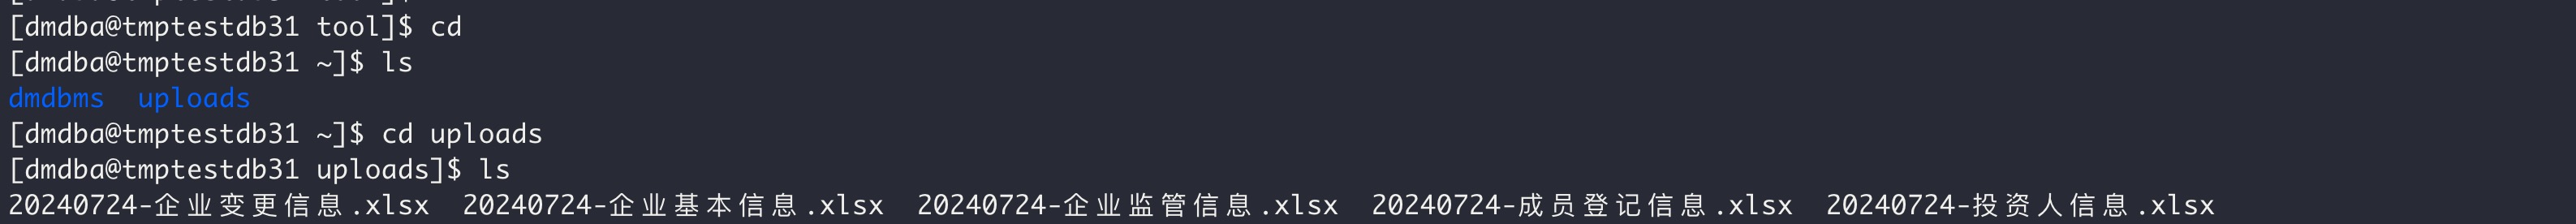 [dmdba@tmptestdb31 tool]$ cd
[dmdba@tmptestdb31 ~]$ ls
dmdbms  uploads
[dmdba@tmptestdb31 ~]$ cd uploads
[dmdba@tmptestdb31 uploads]$ ls
20240724-企业变更信息.xlsx  20240724-企业基本信息.xlsx  20240724-企业监管信息.xlsx  20240724-成员登记信息.xlsx  20240724-投资人信息.xlsx